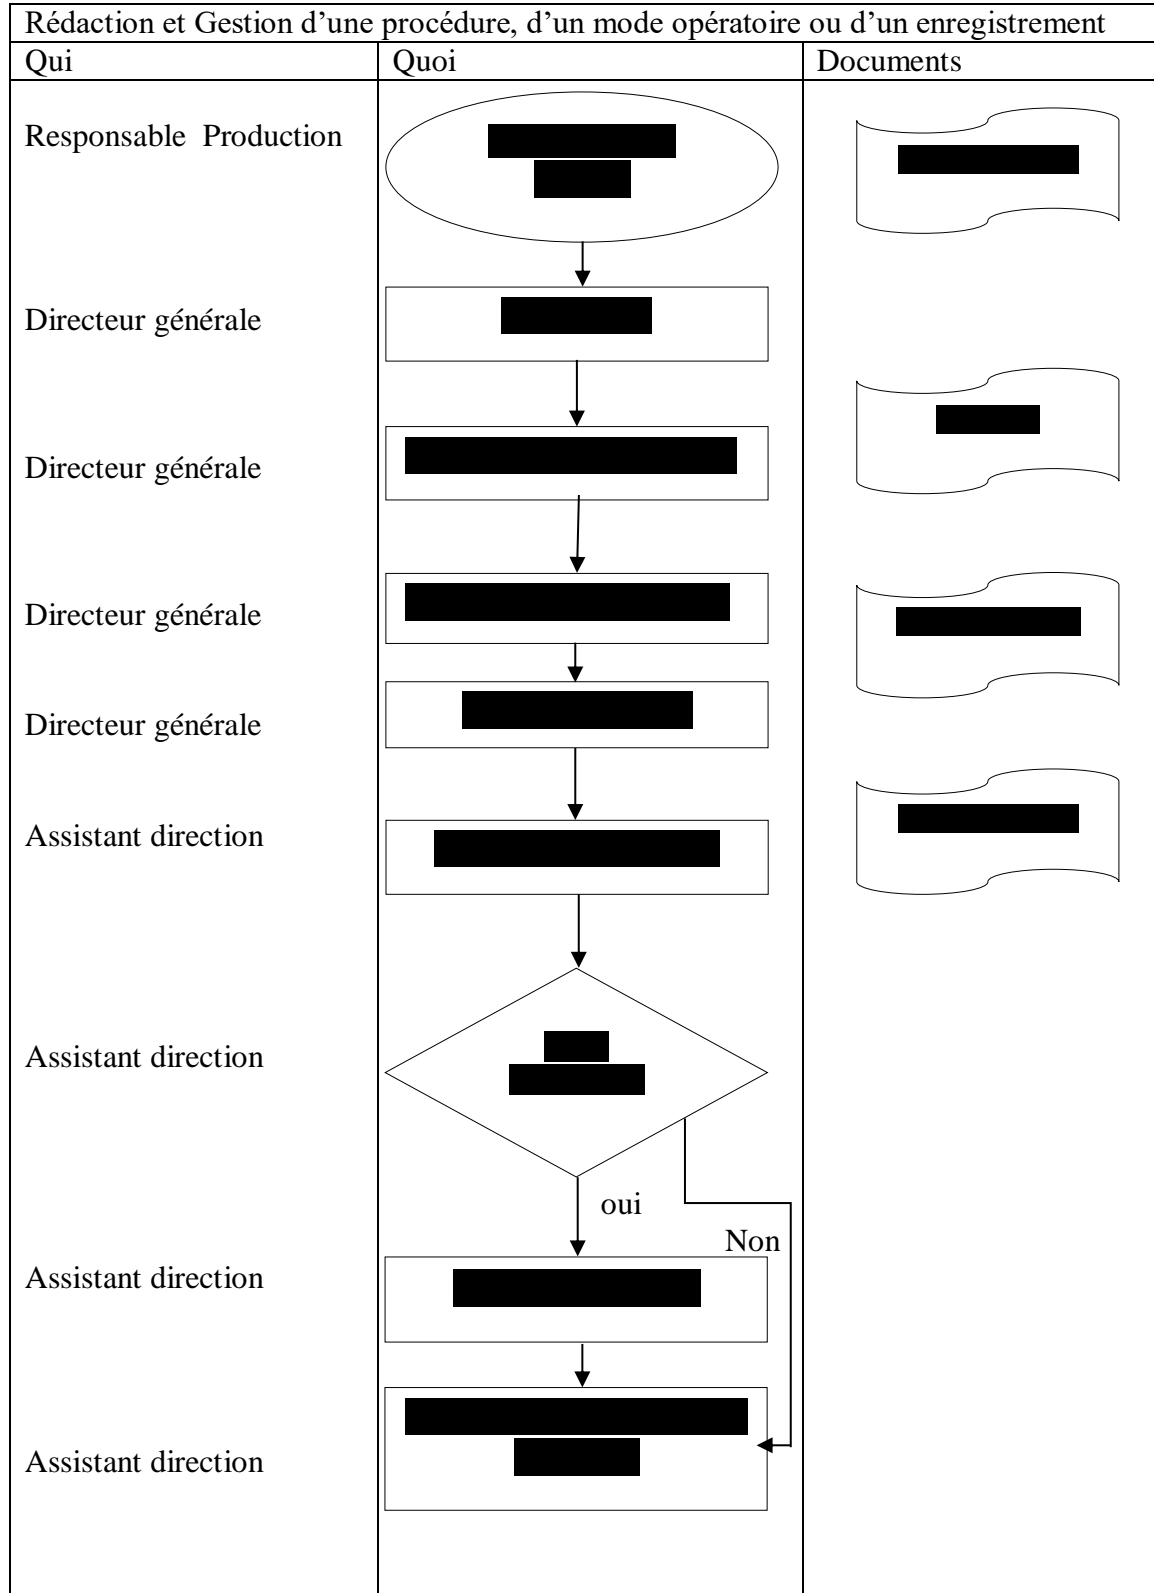 Rédaction et Gestion d’une procédure, d’un mode opératoire ou d’un enregistrement
Qui
Quoi
Documents
Responsable  Production
Directeur générale
Directeur générale
Directeur générale
Directeur générale
Assistant direction
Assistant direction
oui
Non
Assistant direction
Assistant direction